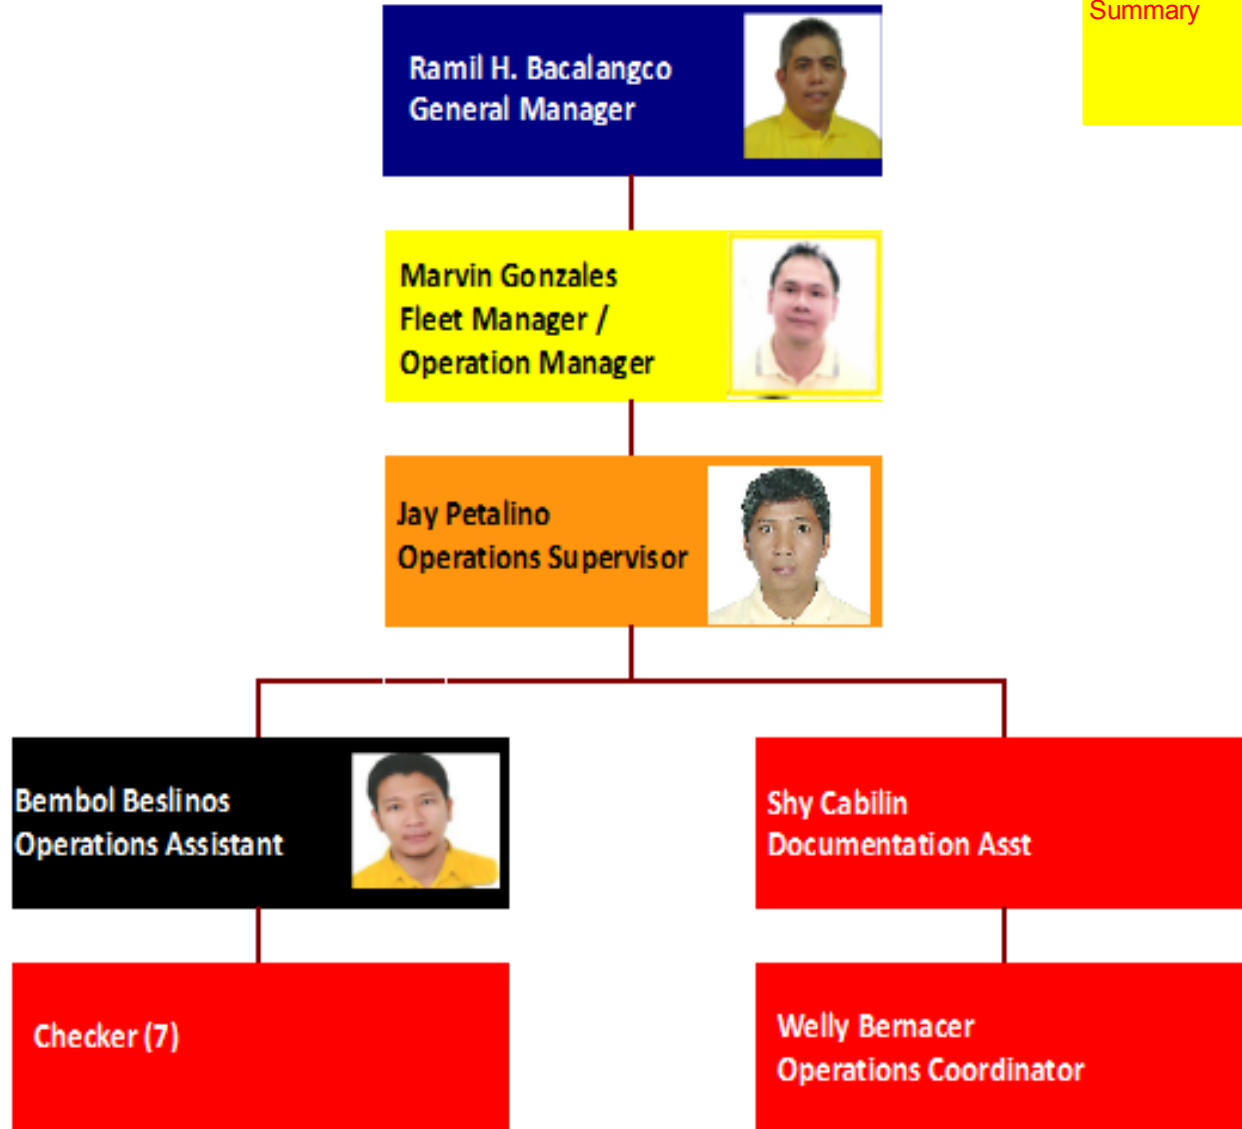 Summary
Ramil H. Bacalangco
General Manager
Marvin Gonzales
Fleet Manager /
Operation Manager
Jay Petalino
Operations Supervisor
Bembol Beslinos
Operations Assistant
Shy Cabilin
Documentation Asst
Checker (7)
Welly Bernacer
Operations Coordinator